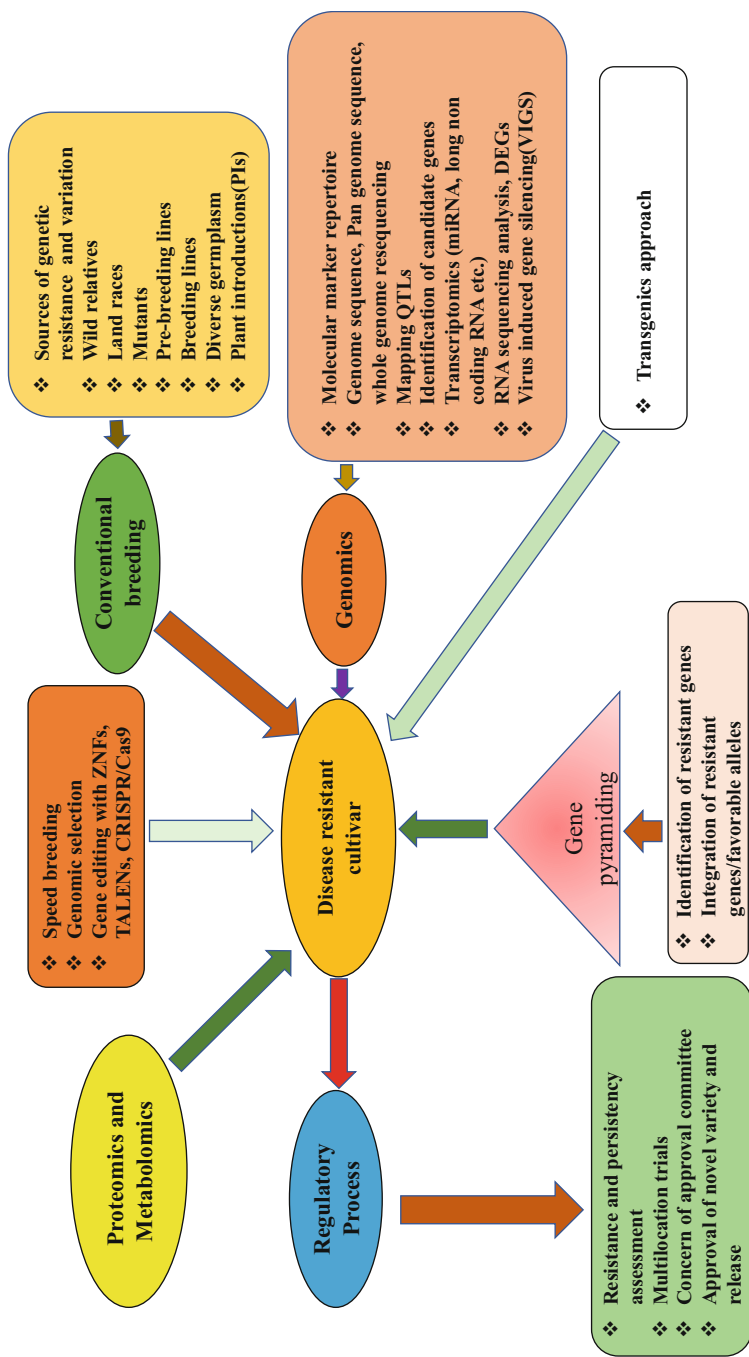 Proteomics and
Metabolomics
❖ Speed breeding
❖ Genomic selection
❖ Gene editing with ZNFs,
TALENs, CRISPR/Cas9
Conventional
breeding
❖ Sources of genetic
resistance and variation
❖ Wild relatives
❖ Land races
❖ Mutants
❖ Pre-breeding lines
❖ Breeding lines
❖ Diverse germplasm
❖ Plant introductions(PIs)
Regulatory
Process
Disease resistant
cultivar
Genomics
❖ Molecular marker repertoire
❖ Genome sequence, Pan genome sequence,
whole genome resequencing
❖ Mapping QTLs
❖ Identification of candidate genes
❖ Transcriptomics (miRNA, long non
coding RNA etc.)
❖ RNA sequencing analysis, DEGs
❖ Virus induced gene silencing(VIGS)
❖ Resistance and persistency
assessment
❖ Multilocation trials
❖ Concern of approval committee
❖ Approval of novel variety and
release
Gene
pyramiding
❖ Identification of resistant genes
❖ Integration of resistant
genes/favorable alleles
❖ Transgenics approach